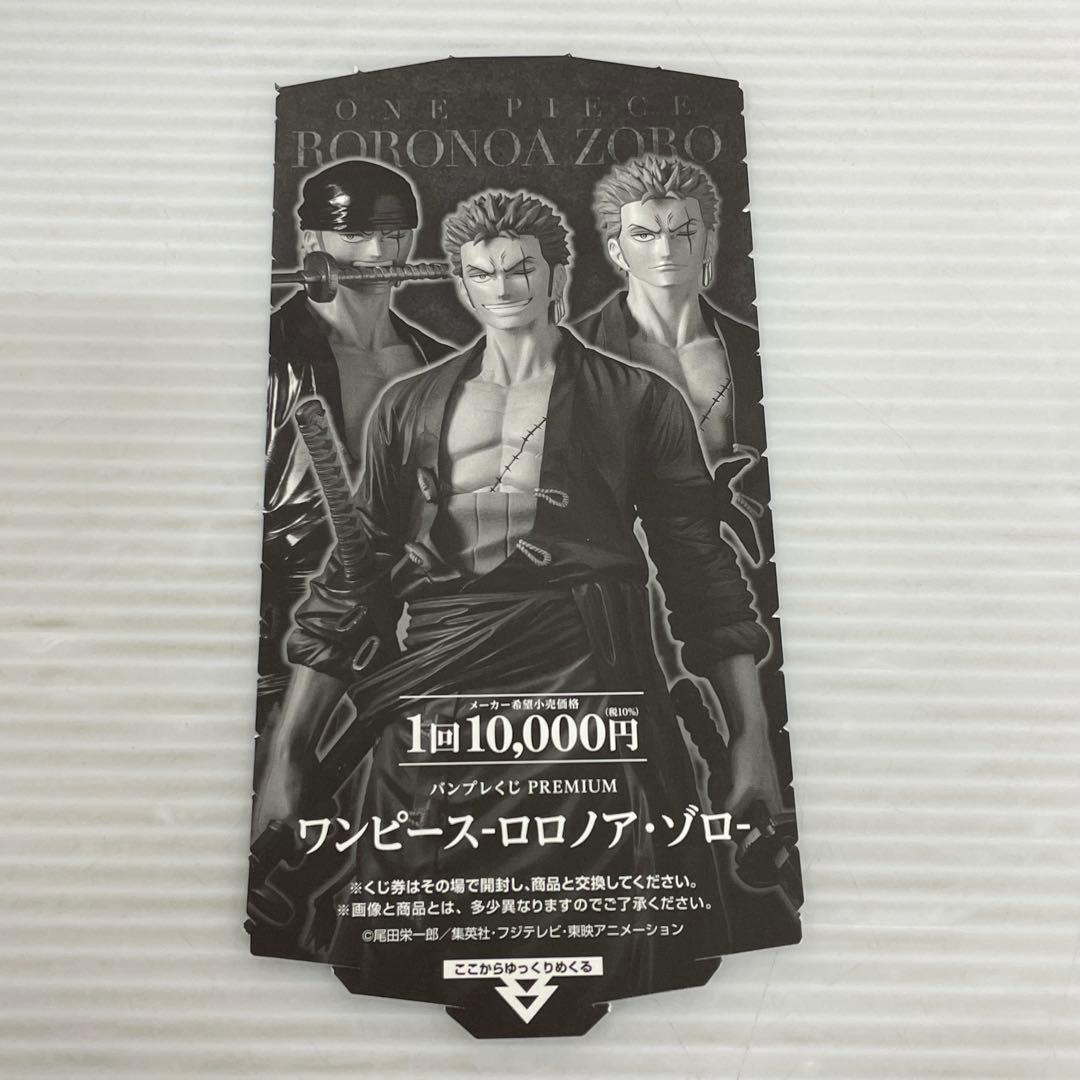 ONE PIECE
RORONOA ZORO
メーカー希望小売価格
1回10,000円(税10%)
バンプレくじ PREMIUM
ワンピース-ロロノア・ゾロ-
※くじ券はその場で開封し、商品と交換してください。
※画像と商品とは、多少異なりますのでご了承ください。
©尾田栄一郎/集英社・フジテレビ・東映アニメーション
ここからゆっくりめくる